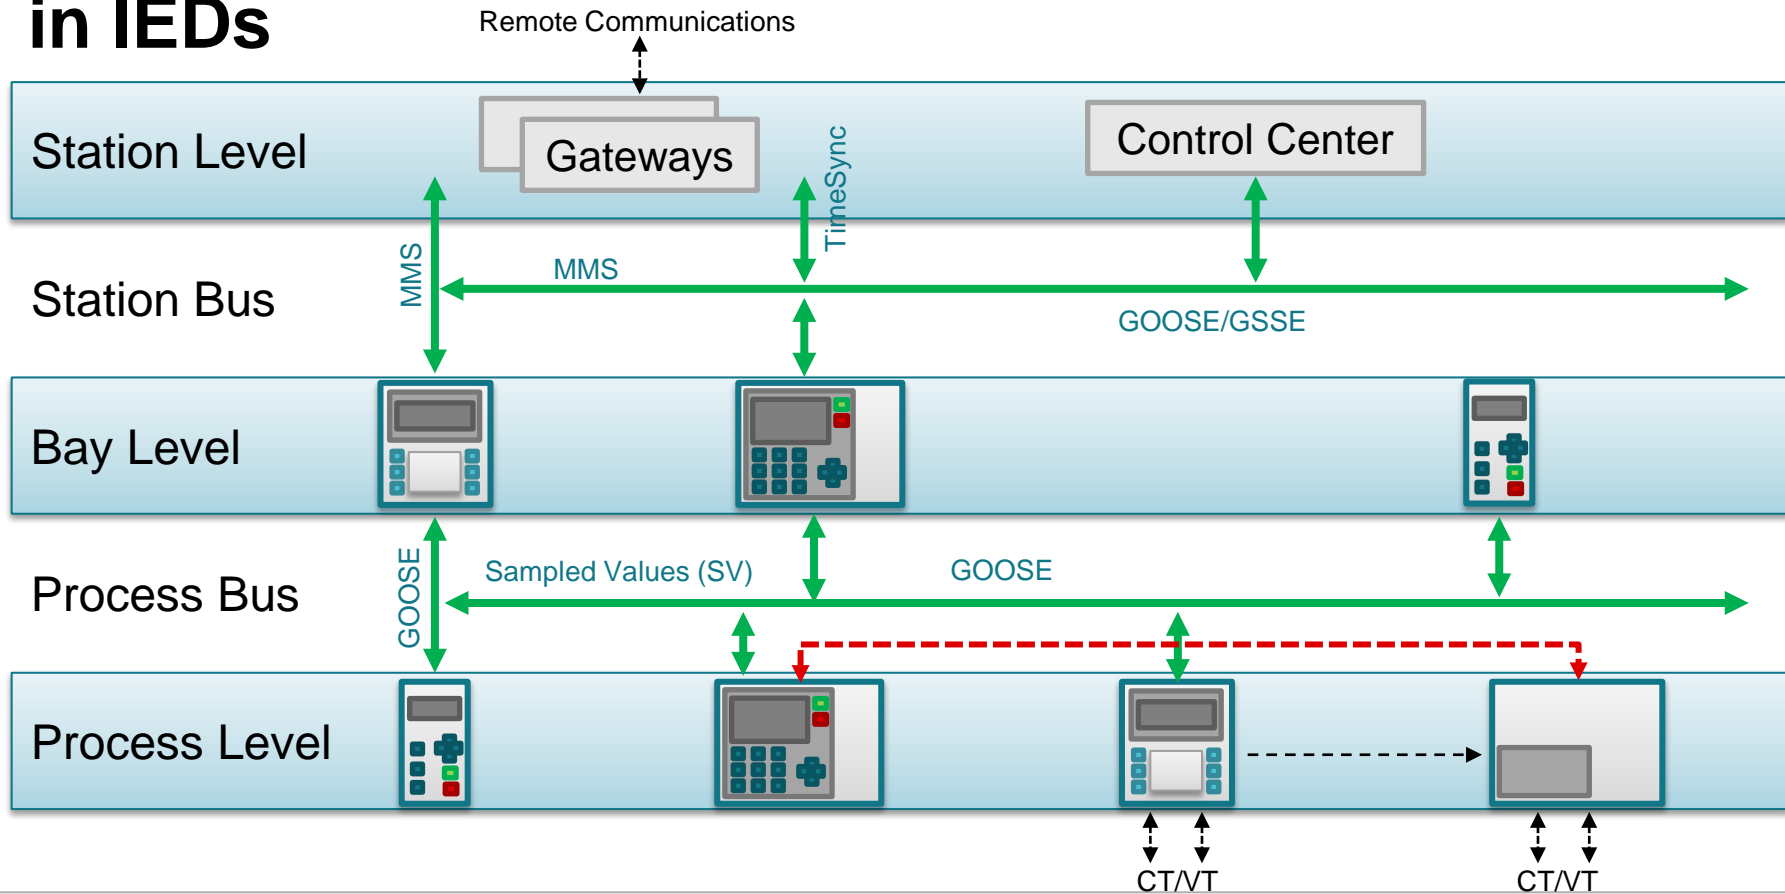 in IEDs
Remote Communications
Station Level
Gateways
TimeSync
Control Center
Station Bus
MMS
MMS
GOOSE/GSSE
Bay Level
Process Bus
GOOSE
Sampled Values (SV)
GOOSE
Process Level
CT/VT
CT/VT